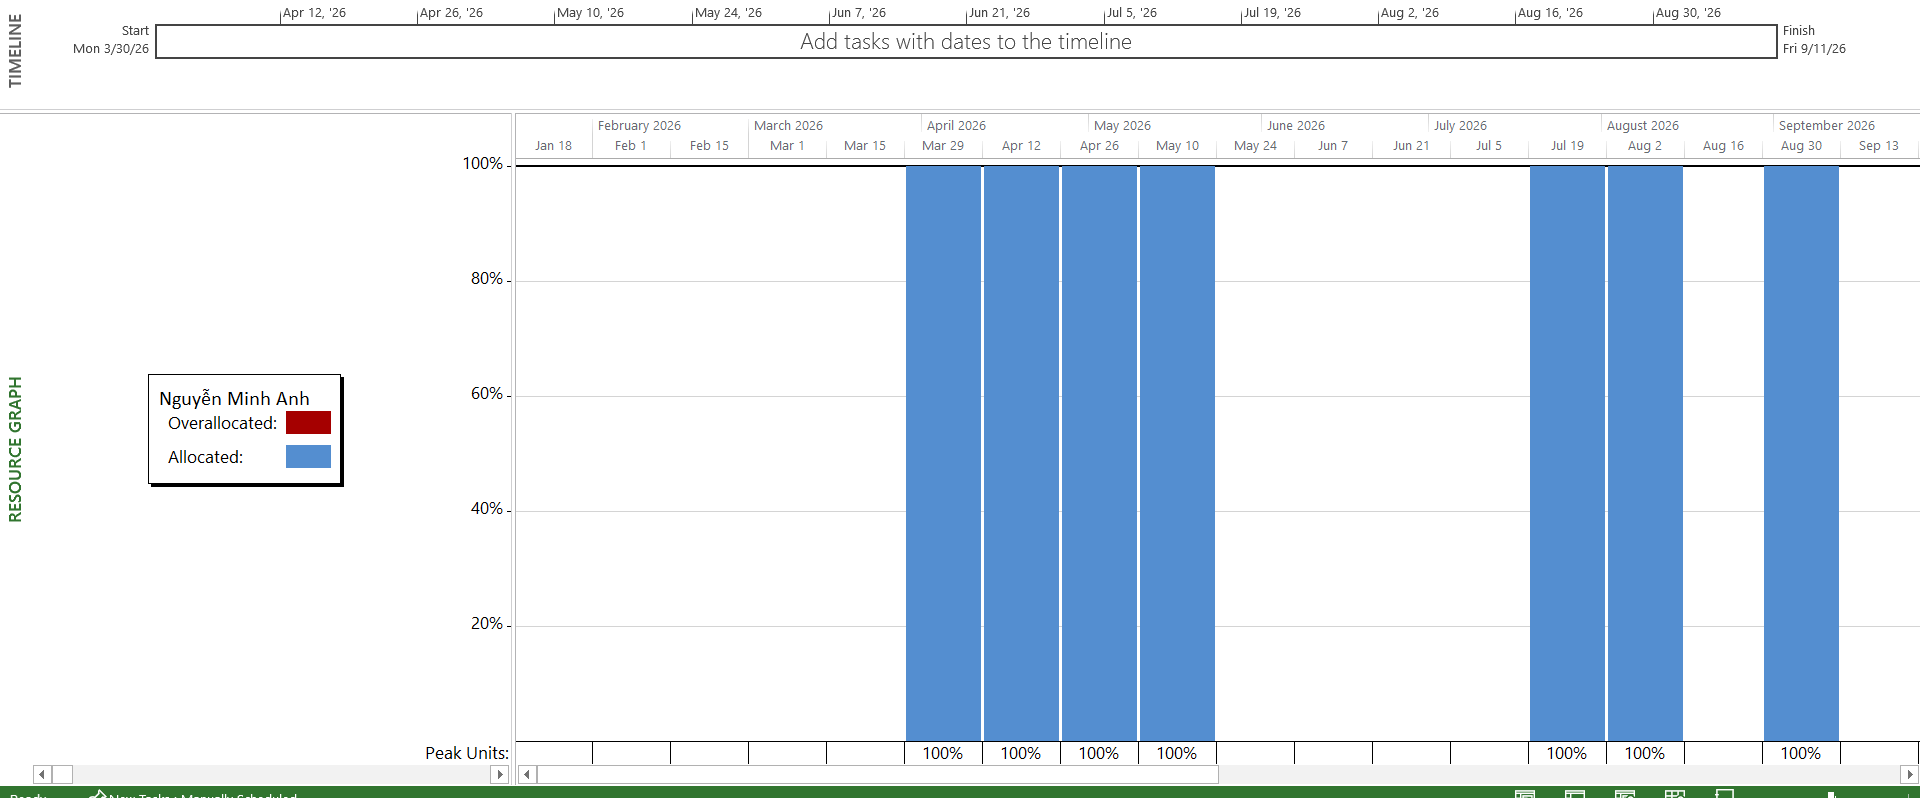 TIMELINE
Apr 12, '26 Apr 26, '26 May 10, '26 May 24, '26 Jun 7, '26 Jun 21, '26 Jul 5, '26 Jul 19, '26 Aug 2, '26 Aug 16, '26 Aug 30, '26
Start
Mon 3/30/26
Add tasks with dates to the timeline
Finish
Fri 9/11/26
RESOURCE GRAPH
February 2026 March 2026 April 2026 May 2026 June 2026 July 2026 August 2026 September 2026
Jan 18 Feb 1 Feb 15 Mar 1 Mar 15 Mar 29 Apr 12 Apr 26 May 10 May 24 Jun 7 Jun 21 Jul 5 Jul 19 Aug 2 Aug 16 Aug 30 Sep 13
100%
80%
60%
40%
20%
Nguyễn Minh Anh
Overallocated:
Allocated:
Peak Units: 100% 100% 100% 100% 100% 100% 100%
Ready New Tasks : Manually Scheduled